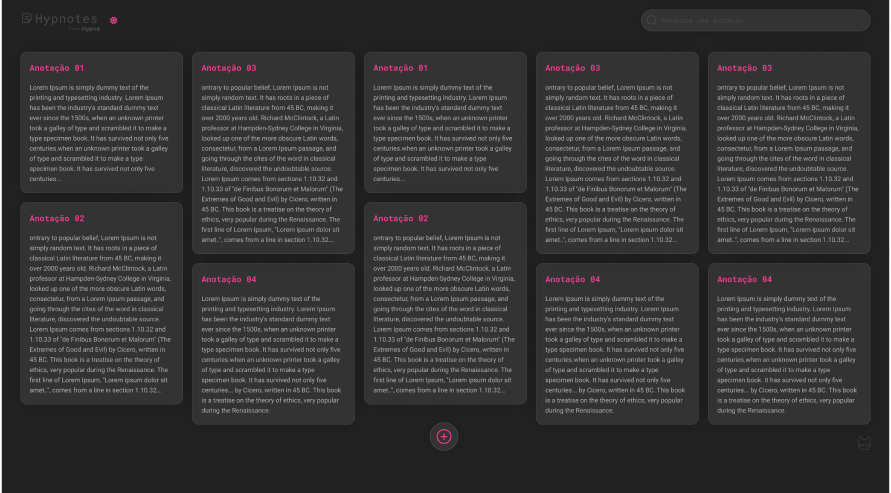 Hypnotes
from Hypno
Pesquise uma anotação...
Anotação 01
Lorem Ipsum is simply dummy text of the
printing and typesetting industry. Lorem Ipsum
has been the industry's standard dummy text
ever since the 1500s, when an unknown printer
took a galley of type and scrambled it to make a
type specimen book. It has survived not only five
centuries.when an unknown printer took a galley
of type and scrambled it to make a type
specimen book. It has survived not only five
centuries...
Anotação 02
ontrary to popular belief, Lorem Ipsum is not
simply random text. It has roots in a piece of
classical Latin literature from 45 BC, making it
over 2000 years old. Richard McClintock, a Latin
professor at Hampden-Sydney College in Virginia,
looked up one of the more obscure Latin words,
consectetur, from a Lorem Ipsum passage, and
going through the cites of the word in classical
literature, discovered the undoubtable source.
Lorem Ipsum comes from sections 1.10.32 and
1.10.33 of "de Finibus Bonorum et Malorum" (The
Extremes of Good and Evil) by Cicero, written in
45 BC. This book is a treatise on the theory of
ethics, very popular during the Renaissance. The
first line of Lorem Ipsum, "Lorem ipsum dolor sit
amet..", comes from a line in section 1.10.32...
Anotação 03
ontrary to popular belief, Lorem Ipsum is not
simply random text. It has roots in a piece of
classical Latin literature from 45 BC, making it
over 2000 years old. Richard McClintock, a Latin
professor at Hampden-Sydney College in Virginia,
looked up one of the more obscure Latin words,
consectetur, from a Lorem Ipsum passage, and
going through the cites of the word in classical
literature, discovered the undoubtable source.
Lorem Ipsum comes from sections 1.10.32 and
1.10.33 of "de Finibus Bonorum et Malorum" (The
Extremes of Good and Evil) by Cicero, written in
45 BC. This book is a treatise on the theory of
ethics, very popular during the Renaissance. The
first line of Lorem Ipsum, "Lorem ipsum dolor sit
amet..", comes from a line in section 1.10.32...
Anotação 04
Lorem Ipsum is simply dummy text of the
printing and typesetting industry. Lorem Ipsum
has been the industry's standard dummy text
ever since the 1500s, when an unknown printer
took a galley of type and scrambled it to make a
type specimen book. It has survived not only five
centuries.when an unknown printer took a galley
of type and scrambled it to make a type
specimen book. It has survived not only five
centuries... by Cicero, written in 45 BC. This book
is a treatise on the theory of ethics, very popular
during the Renaissance.
Anotação 01
Lorem Ipsum is simply dummy text of the
printing and typesetting industry. Lorem Ipsum
has been the industry's standard dummy text
ever since the 1500s, when an unknown printer
took a galley of type and scrambled it to make a
type specimen book. It has survived not only five
centuries.when an unknown printer took a galley
of type and scrambled it to make a type
specimen book. It has survived not only five
centuries...
Anotação 02
ontrary to popular belief, Lorem Ipsum is not
simply random text. It has roots in a piece of
classical Latin literature from 45 BC, making it
over 2000 years old. Richard McClintock, a Latin
professor at Hampden-Sydney College in Virginia,
looked up one of the more obscure Latin words,
consectetur, from a Lorem Ipsum passage, and
going through the cites of the word in classical
literature, discovered the undoubtable source.
Lorem Ipsum comes from sections 1.10.32 and
1.10.33 of "de Finibus Bonorum et Malorum" (The
Extremes of Good and Evil) by Cicero, written in
45 BC. This book is a treatise on the theory of
ethics, very popular during the Renaissance. The
first line of Lorem Ipsum, "Lorem ipsum dolor sit
amet..", comes from a line in section 1.10.32...
Anotação 03
ontrary to popular belief, Lorem Ipsum is not
simply random text. It has roots in a piece of
classical Latin literature from 45 BC, making it
over 2000 years old. Richard McClintock, a Latin
professor at Hampden-Sydney College in Virginia,
looked up one of the more obscure Latin words,
consectetur, from a Lorem Ipsum passage, and
going through the cites of the word in classical
literature, discovered the undoubtable source.
Lorem Ipsum comes from sections 1.10.32 and
1.10.33 of "de Finibus Bonorum et Malorum" (The
Extremes of Good and Evil) by Cicero, written in
45 BC. This book is a treatise on the theory of
ethics, very popular during the Renaissance. The
first line of Lorem Ipsum, "Lorem ipsum dolor sit
amet..", comes from a line in section 1.10.32...
Anotação 04
Lorem Ipsum is simply dummy text of the
printing and typesetting industry. Lorem Ipsum
has been the industry's standard dummy text
ever since the 1500s, when an unknown printer
took a galley of type and scrambled it to make a
type specimen book. It has survived not only five
centuries.when an unknown printer took a galley
of type and scrambled it to make a type
specimen book. It has survived not only five
centuries... by Cicero, written in 45 BC. This book
is a treatise on the theory of ethics, very popular
during the Renaissance.
Anotação 03
ontrary to popular belief, Lorem Ipsum is not
simply random text. It has roots in a piece of
classical Latin literature from 45 BC, making it
over 2000 years old. Richard McClintock, a Latin
professor at Hampden-Sydney College in Virginia,
looked up one of the more obscure Latin words,
consectetur, from a Lorem Ipsum passage, and
going through the cites of the word in classical
literature, discovered the undoubtable source.
Lorem Ipsum comes from sections 1.10.32 and
1.10.33 of "de Finibus Bonorum et Malorum" (The
Extremes of Good and Evil) by Cicero, written in
45 BC. This book is a treatise on the theory of
ethics, very popular during the Renaissance. The
first line of Lorem Ipsum, "Lorem ipsum dolor sit
amet..", comes from a line in section 1.10.32...
Anotação 04
Lorem Ipsum is simply dummy text of the
printing and typesetting industry. Lorem Ipsum
has been the industry's standard dummy text
ever since the 1500s, when an unknown printer
took a galley of type and scrambled it to make a
type specimen book. It has survived not only five
centuries.when an unknown printer took a galley
of type and scrambled it to make a type
specimen book. It has survived not only five
centuries... by Cicero, written in 45 BC. This book
is a treatise on the theory of ethics, very popular
during the Renaissance.